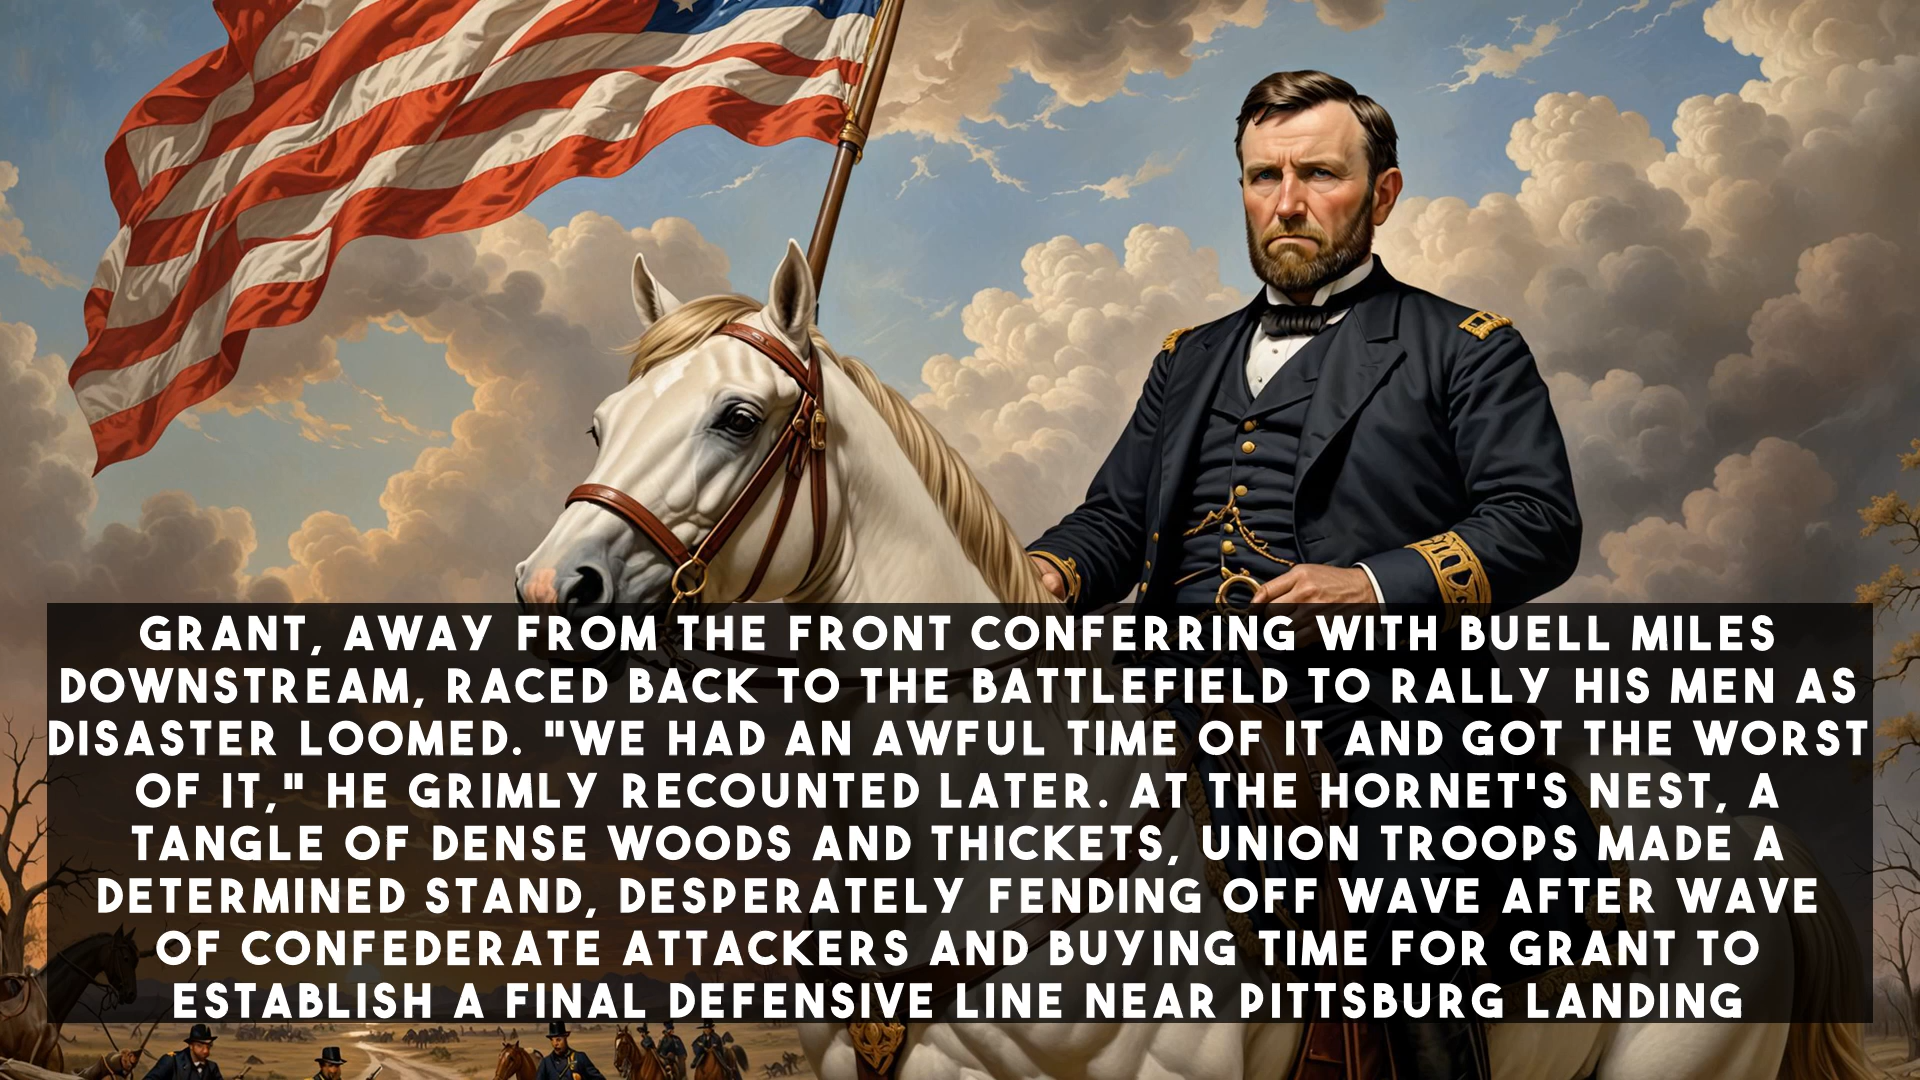 GRANT, AWAY FROM THE FRONT CONFERRING WITH BUELL MILES
DOWNSTREAM, RACED BACK TO THE BATTLEFIELD TO RALLY HIS MEN AS
DISASTER LOOMED. "WE HAD AN AWFUL TIME OF IT AND GOT THE WORST
OF IT," HE GRIMLY RECOUNTED LATER. AT THE HORNET'S NEST, A
TANGLE OF DENSE WOODS AND THICKETS, UNION TROOPS MADE A
DETERMINED STAND, DESPERATELY FENDING OFF WAVE AFTER WAVE
OF CONFEDERATE ATTACKERS AND BUYING TIME FOR GRANT TO
ESTABLISH A FINAL DEFENSIVE LINE NEAR PITTSBURG LANDING